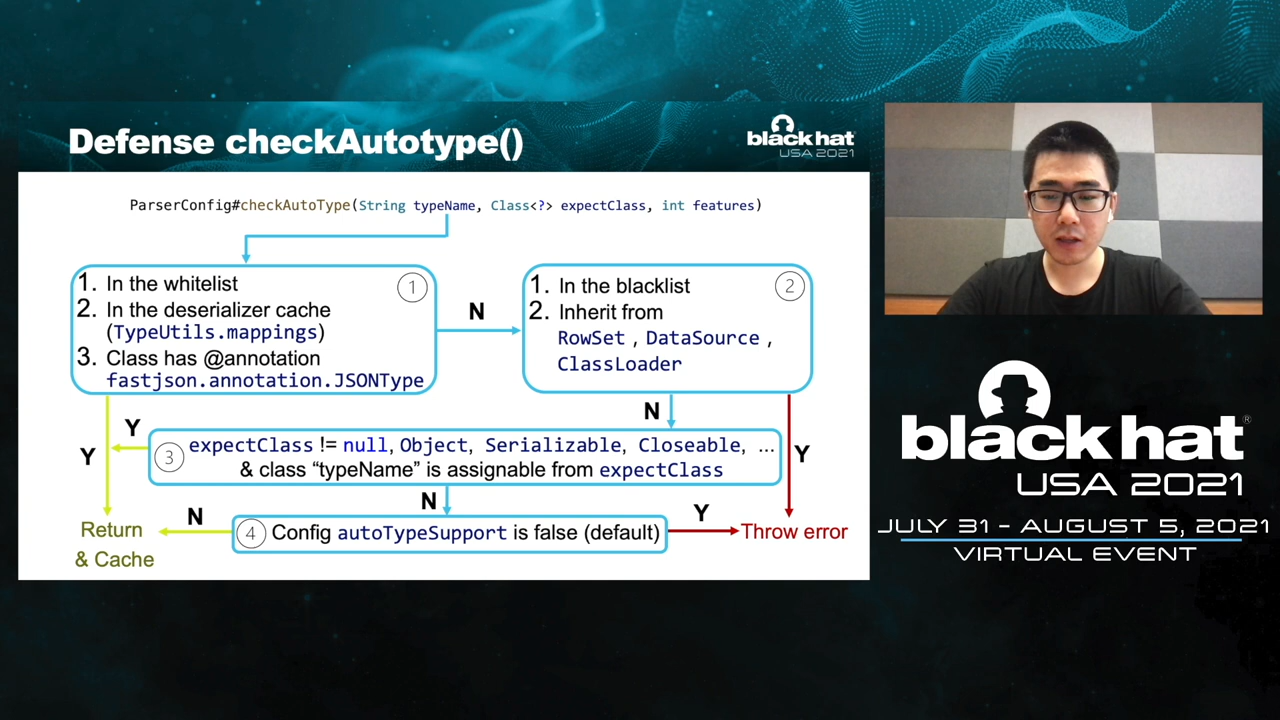 Defense checkAutotype()
black hat
USA 2021
ParserConfig#checkAutoType(String typeName, Class<?> expectClass, int features)
1. In the whitelist
2. In the deserializer cache
(TypeUtils.mappings)
3. Class has @annotation
fastjson.annotation.JSONType
1
N
1. In the blacklist
2. Inherit from
RowSet , DataSource ,
ClassLoader
2
N
Y
Y
Y
3
expectClass != null, Object, Serializable, Closeable, ...
& class “typeName” is assignable from expectClass
N
N
4
Config autoTypeSupport is false (default)
Y
Return
& Cache
Throw error
black hat®
USA 2021
JULY 31 - AUGUST 5, 2021
VIRTUAL EVENT